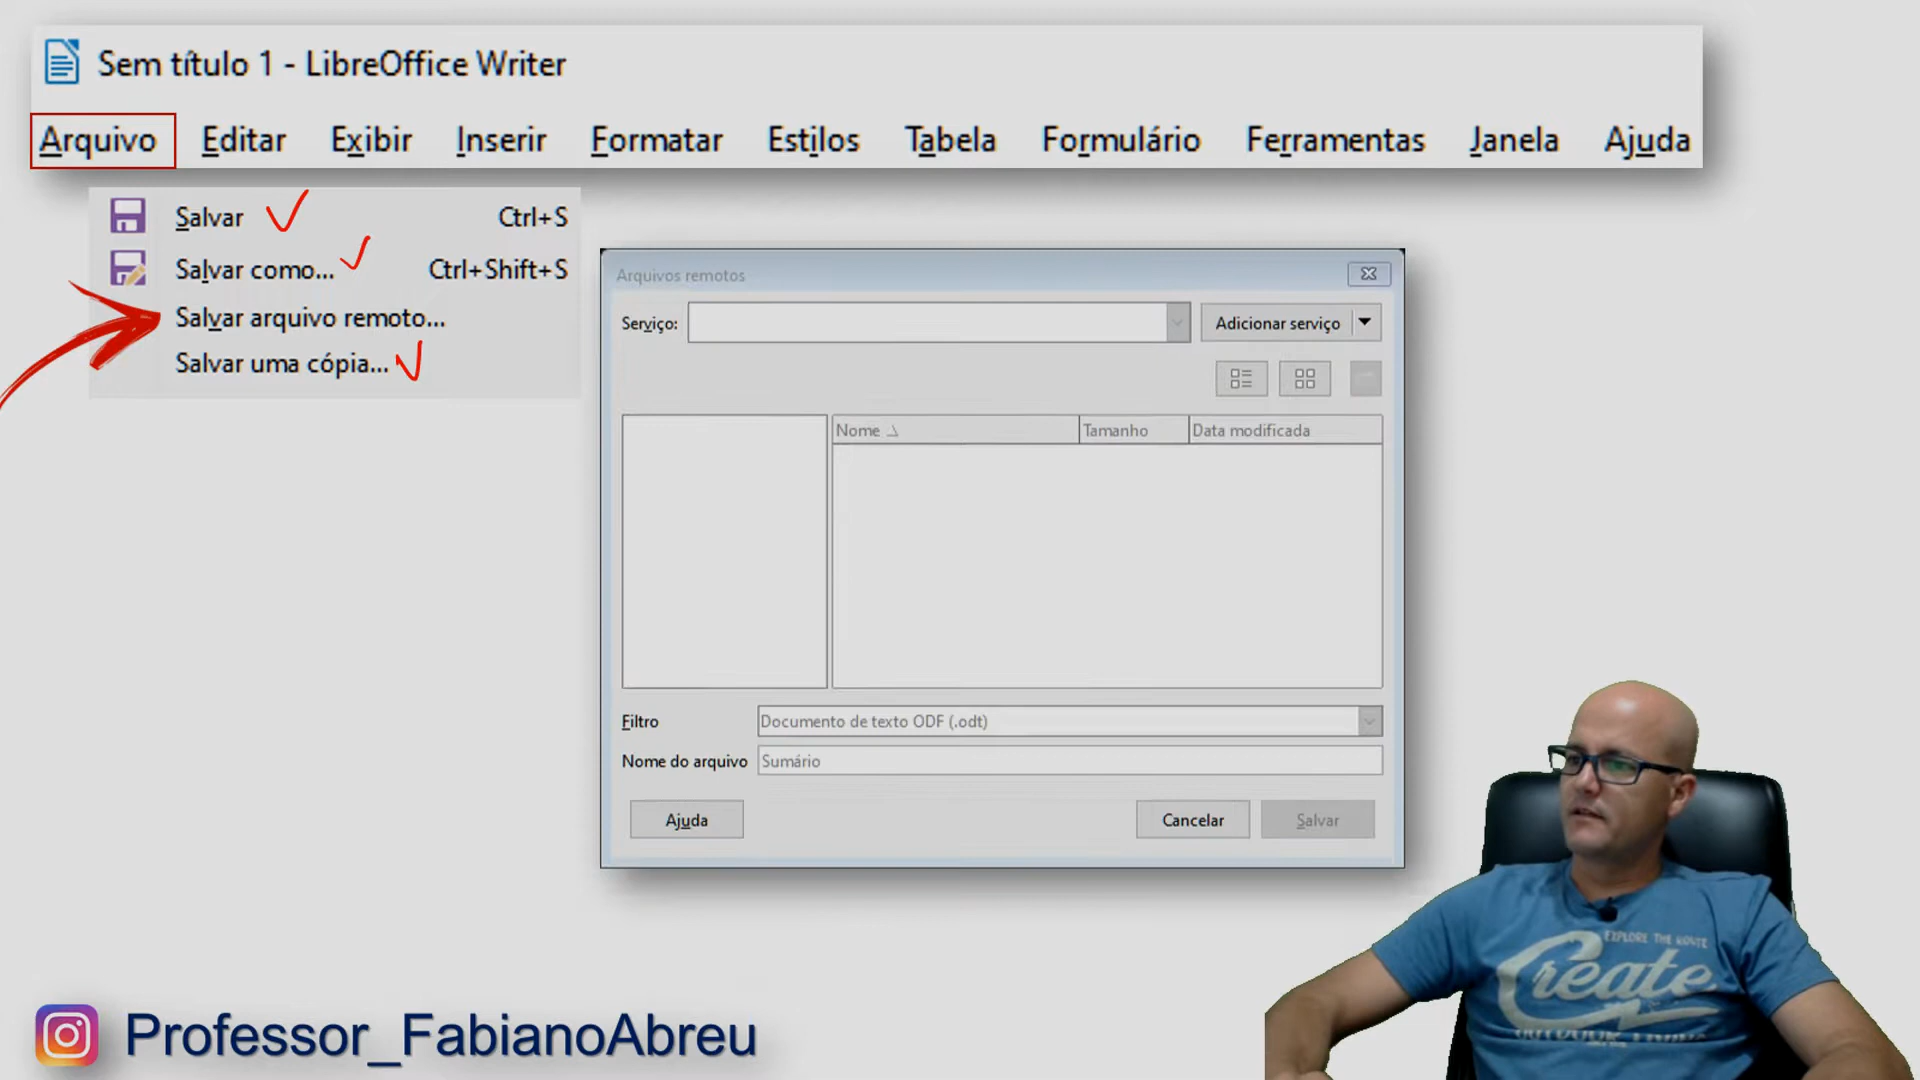 Sem título 1 - LibreOffice Writer
Arquivo Editar Exibir Inserir Formatar Estilos Tabela Formulário Ferramentas Janela Ajuda
Salvar Ctrl+S
Salvar como... Ctrl+Shift+S
Salvar arquivo remoto...
Salvar uma cópia...
Arquivos remotos
Serviço: Adicionar serviço
Nome Tamanho Data modificada
Filtro Documento de texto ODF (.odt)
Nome do arquivo Sumário
Ajuda Cancelar Salvar
EXPLORE THE ROUTE
Create
Professor_FabianoAbreu